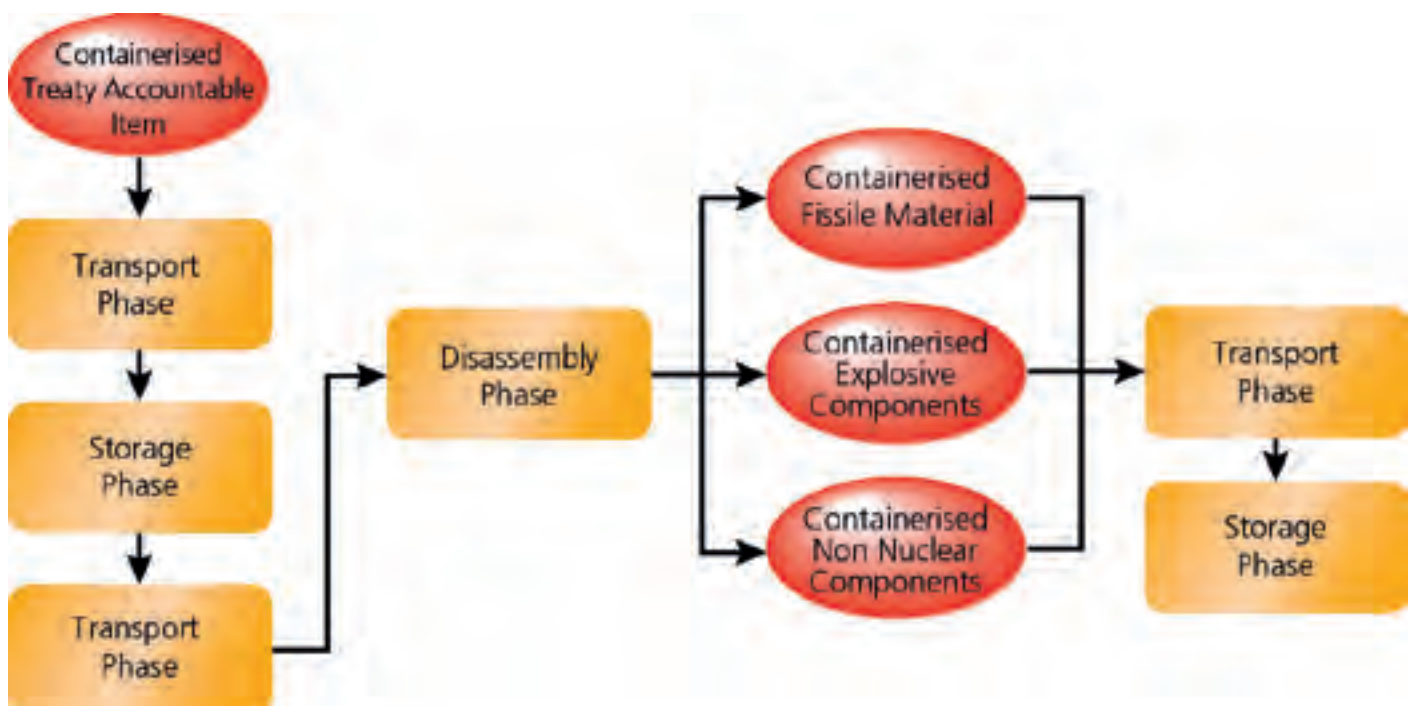 Containerised
Treaty Accountable
Item
Transport
Phase
Storage
Phase
Transport
Phase
Disassembly
Phase
Containerised
Fissile Material
Containerised
Explosive
Components
Containerised
Non Nuclear
Components
Transport
Phase
Storage
Phase